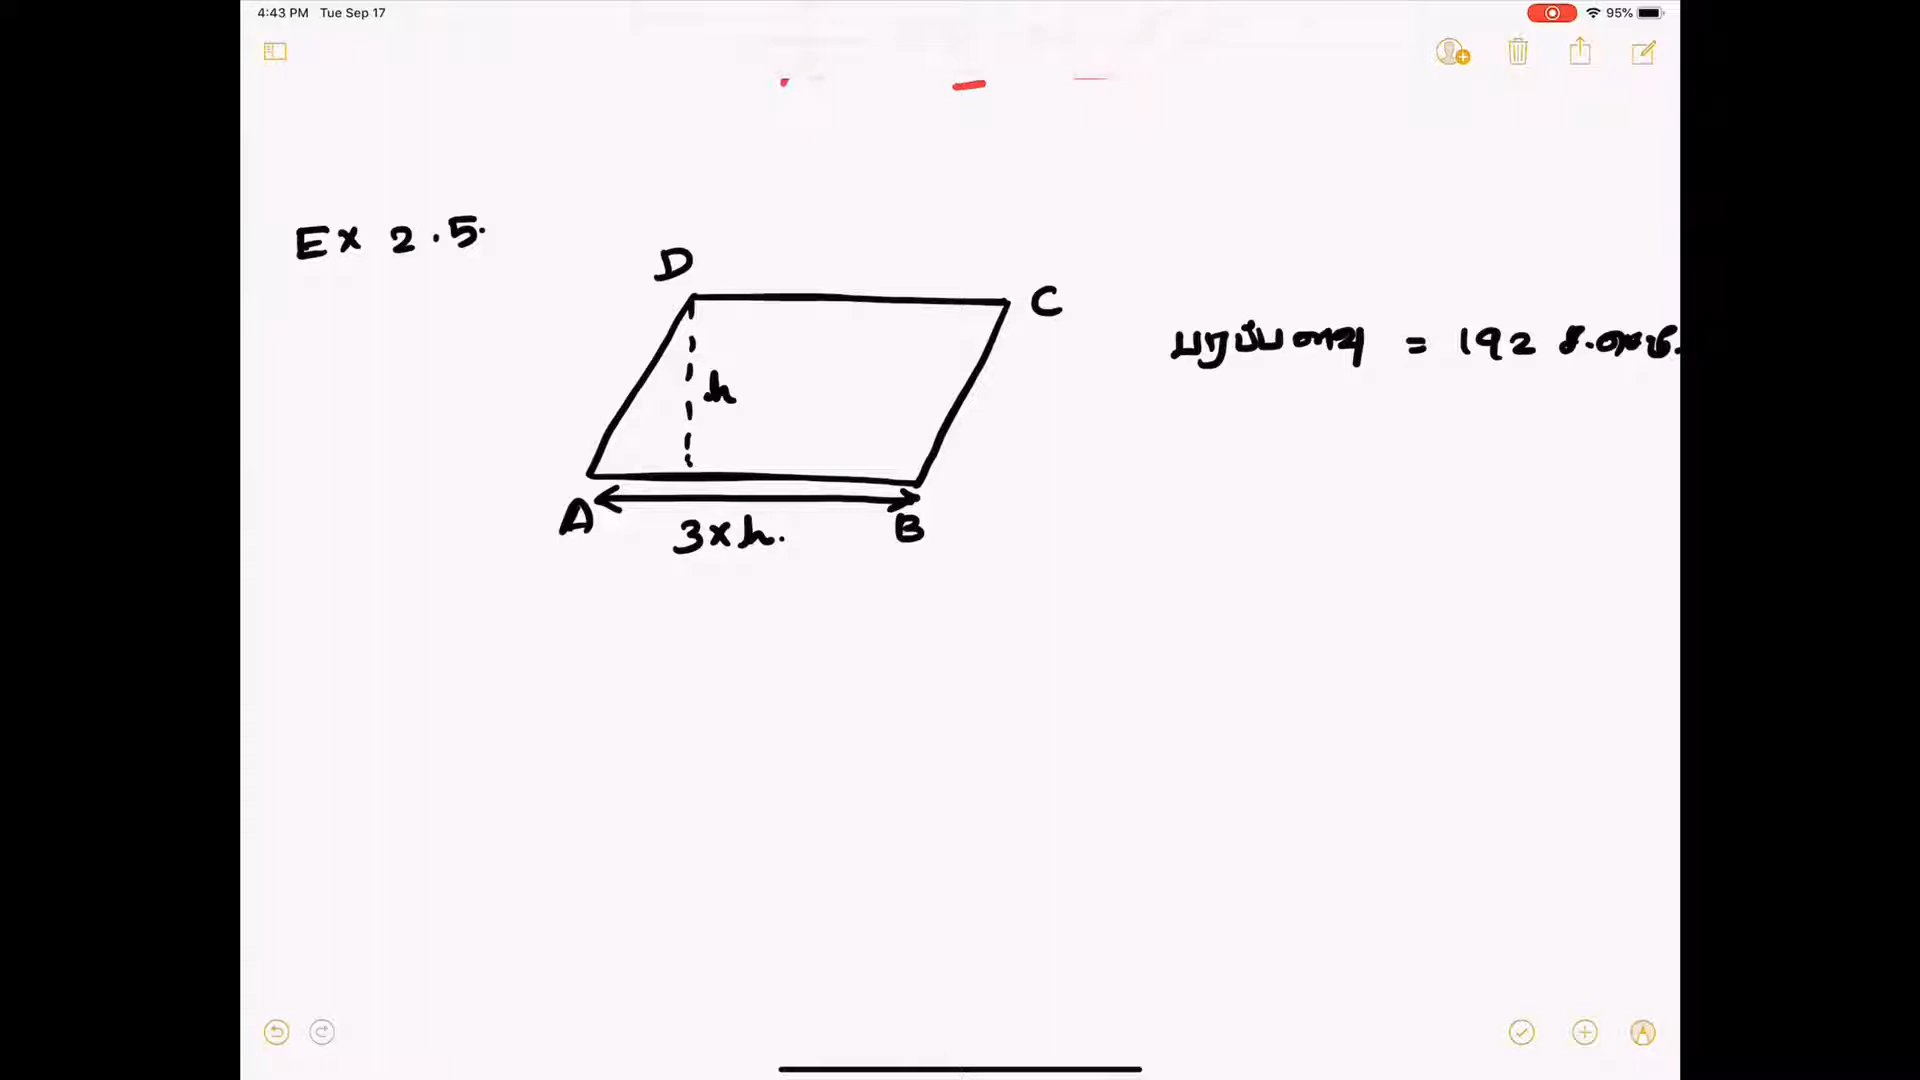 4:43 PM Tue Sep 17
95%
Ex 2.5.
D
C
பரப்பளவு = 192 ச.செ.மீ.
h
A
B
3xh.